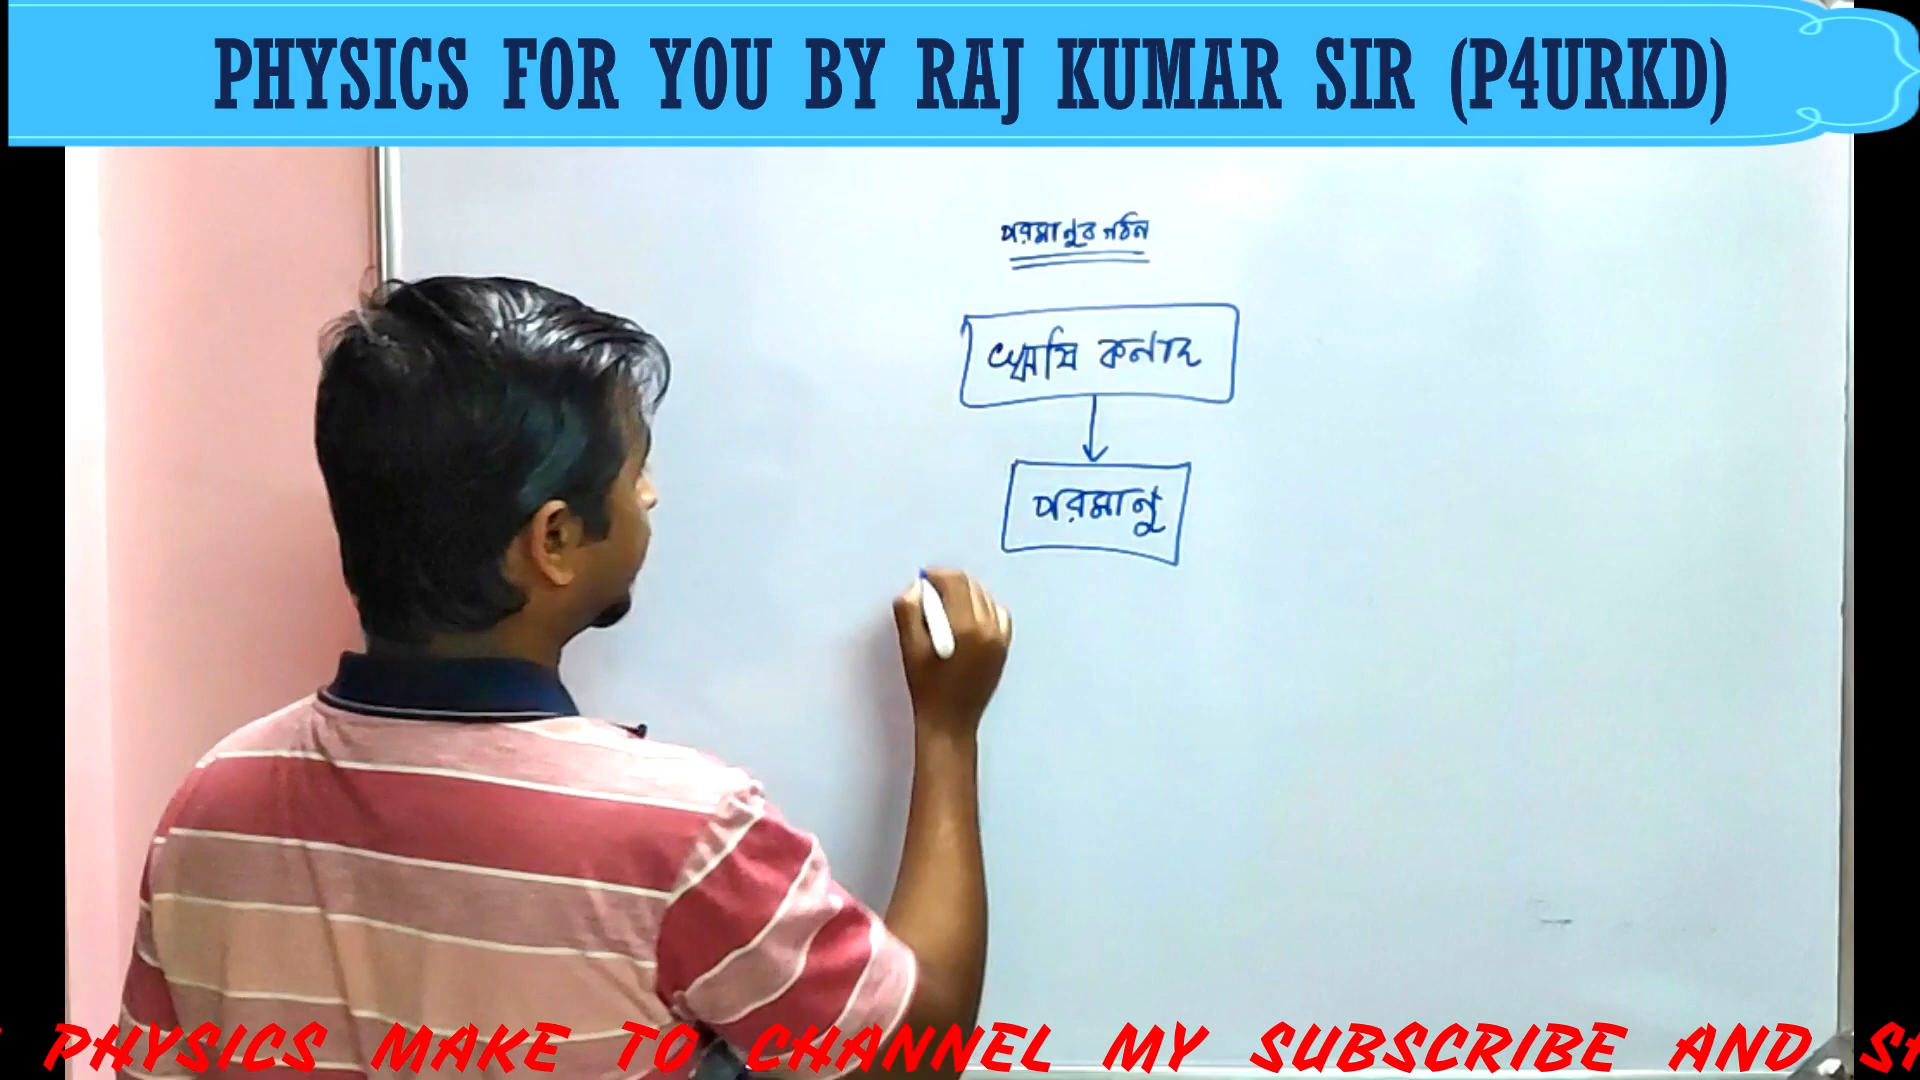 PHYSICS FOR YOU BY RAJ KUMAR SIR (P4URKD)
পরমানুর গঠন
ঋষি কনাদ
পরমানু
PHYSICS MAKE TO CHANNEL MY SUBSCRIBE AND